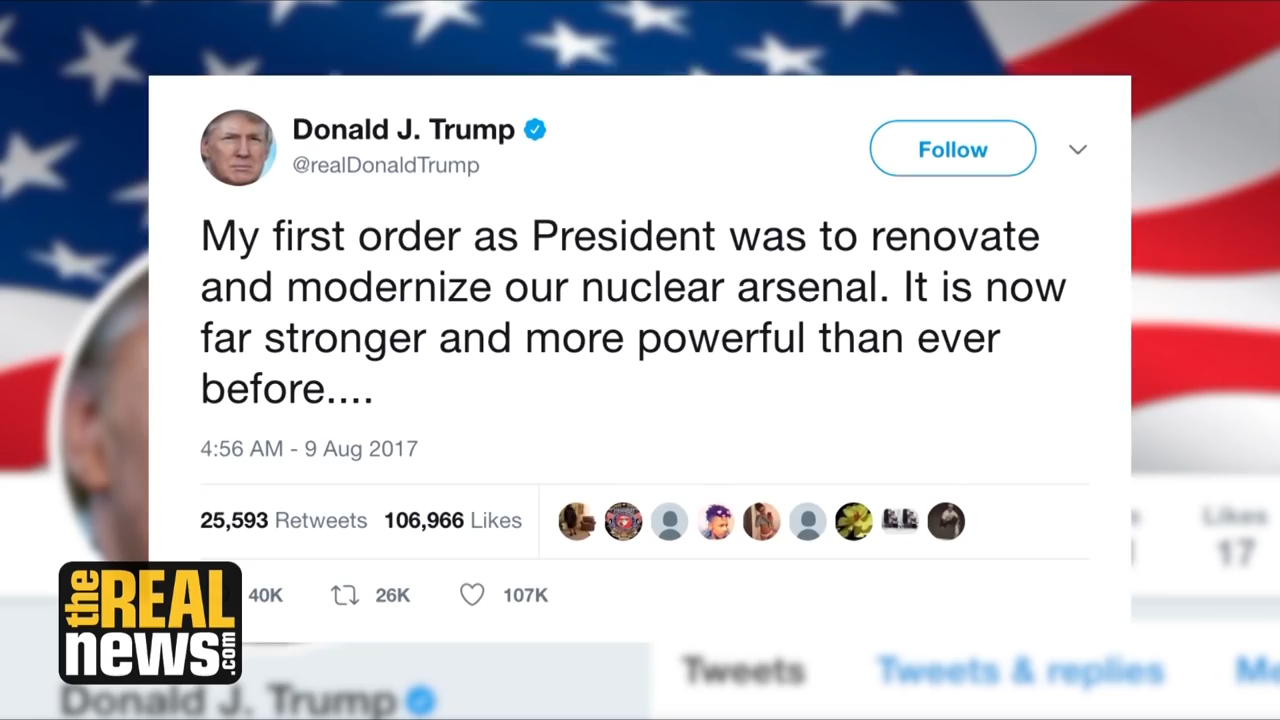 Donald J. Trump
@realDonaldTrump
Follow
My first order as President was to renovate
and modernize our nuclear arsenal. It is now
far stronger and more powerful than ever
before....
4:56 AM - 9 Aug 2017
25,593 Retweets 106,966 Likes
40K 26K 107K
the REAL
news.com
Likes
17
Tweets Tweets & replies
Donald J. Trump